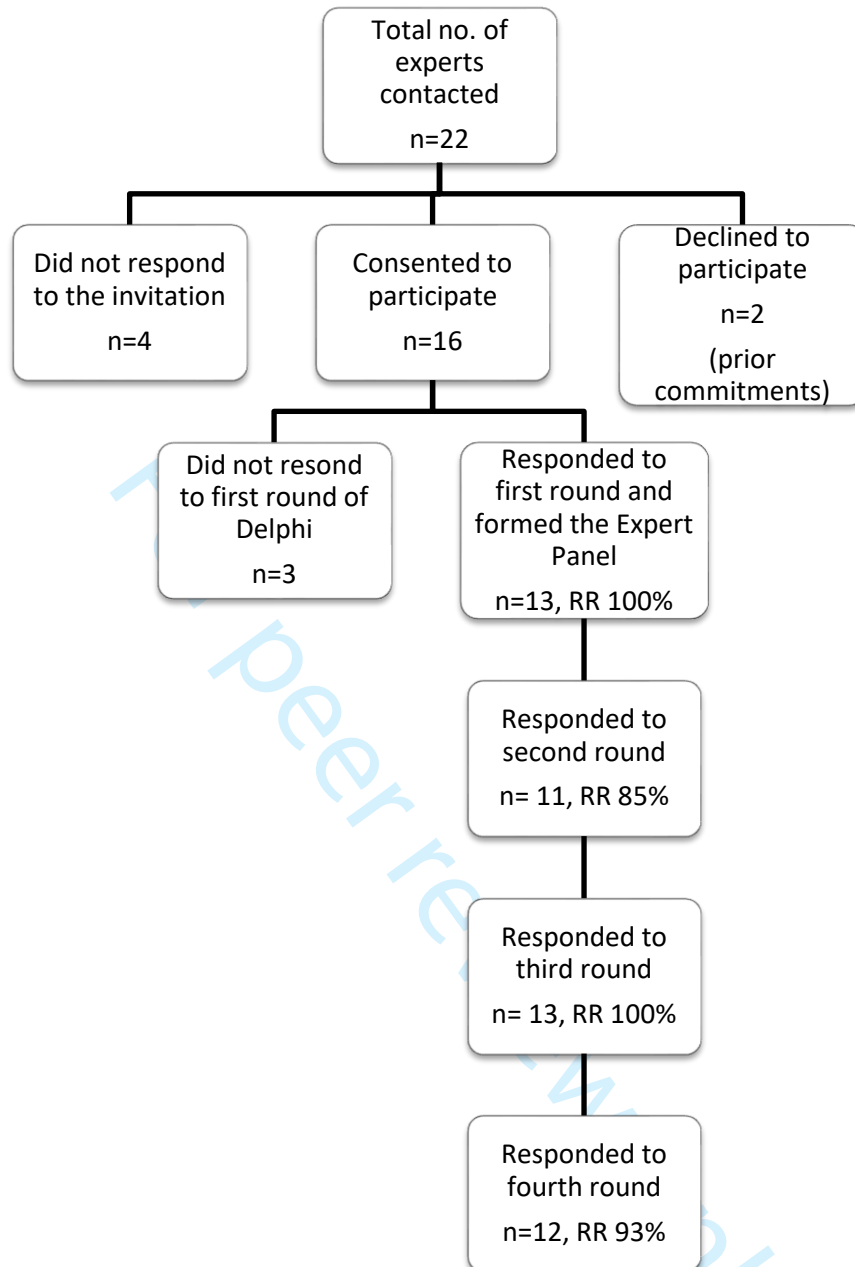 Total no. of
experts
contacted
n=22
Did not respond
to the invitation
n=4
Consented to
participate
n=16
Declined to
participate
n=2
(prior
commitments)
Did not resond
to first round of
Delphi
n=3
Responded to
first round and
formed the Expert
Panel
n=13, RR 100%
Responded to
second round
n= 11, RR 85%
Responded to
third round
n= 13, RR 100%
Responded to
fourth round
n=12, RR 93%